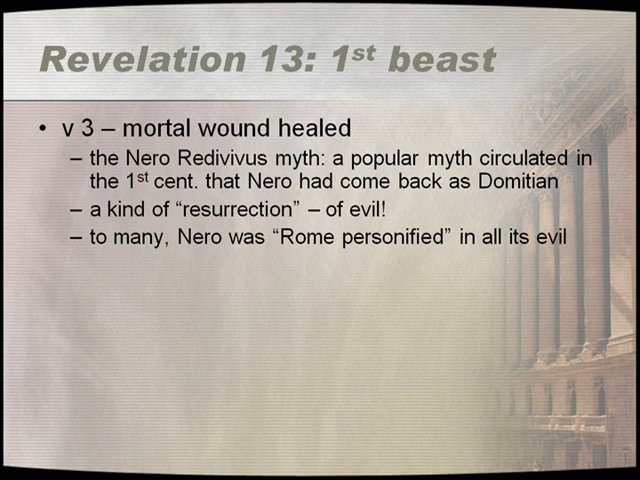 Revelation 13: 1st beast
• v 3 – mortal wound healed
– the Nero Redivivus myth: a popular myth circulated in
the 1st cent. that Nero had come back as Domitian
– a kind of “resurrection” – of evil!
– to many, Nero was “Rome personified” in all its evil